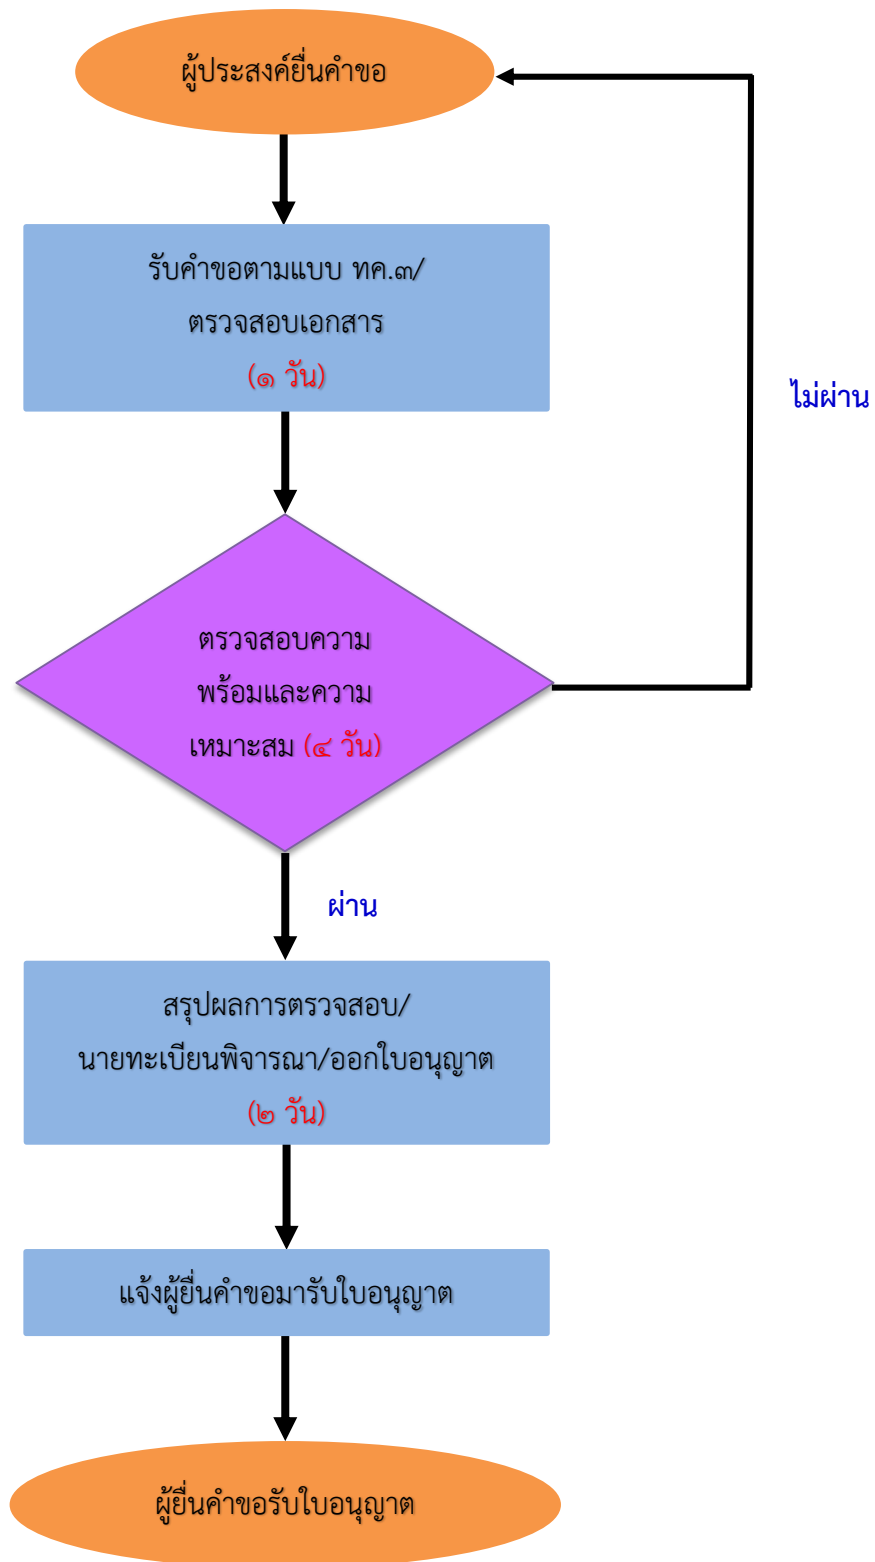 ผู้ประสงค์ยื่นคำขอ
รับคำขอตามแบบ ทค.๓/
ตรวจสอบเอกสาร
(๑ วัน)
ไม่ผ่าน
ตรวจสอบความ
พร้อมและความ
เหมาะสม (๔ วัน)
ผ่าน
สรุปผลการตรวจสอบ/
นายทะเบียนพิจารณา/ออกใบอนุญาต
(๒ วัน)
แจ้งผู้ยื่นคำขอมารับใบอนุญาต
ผู้ยื่นคำขอรับใบอนุญาต